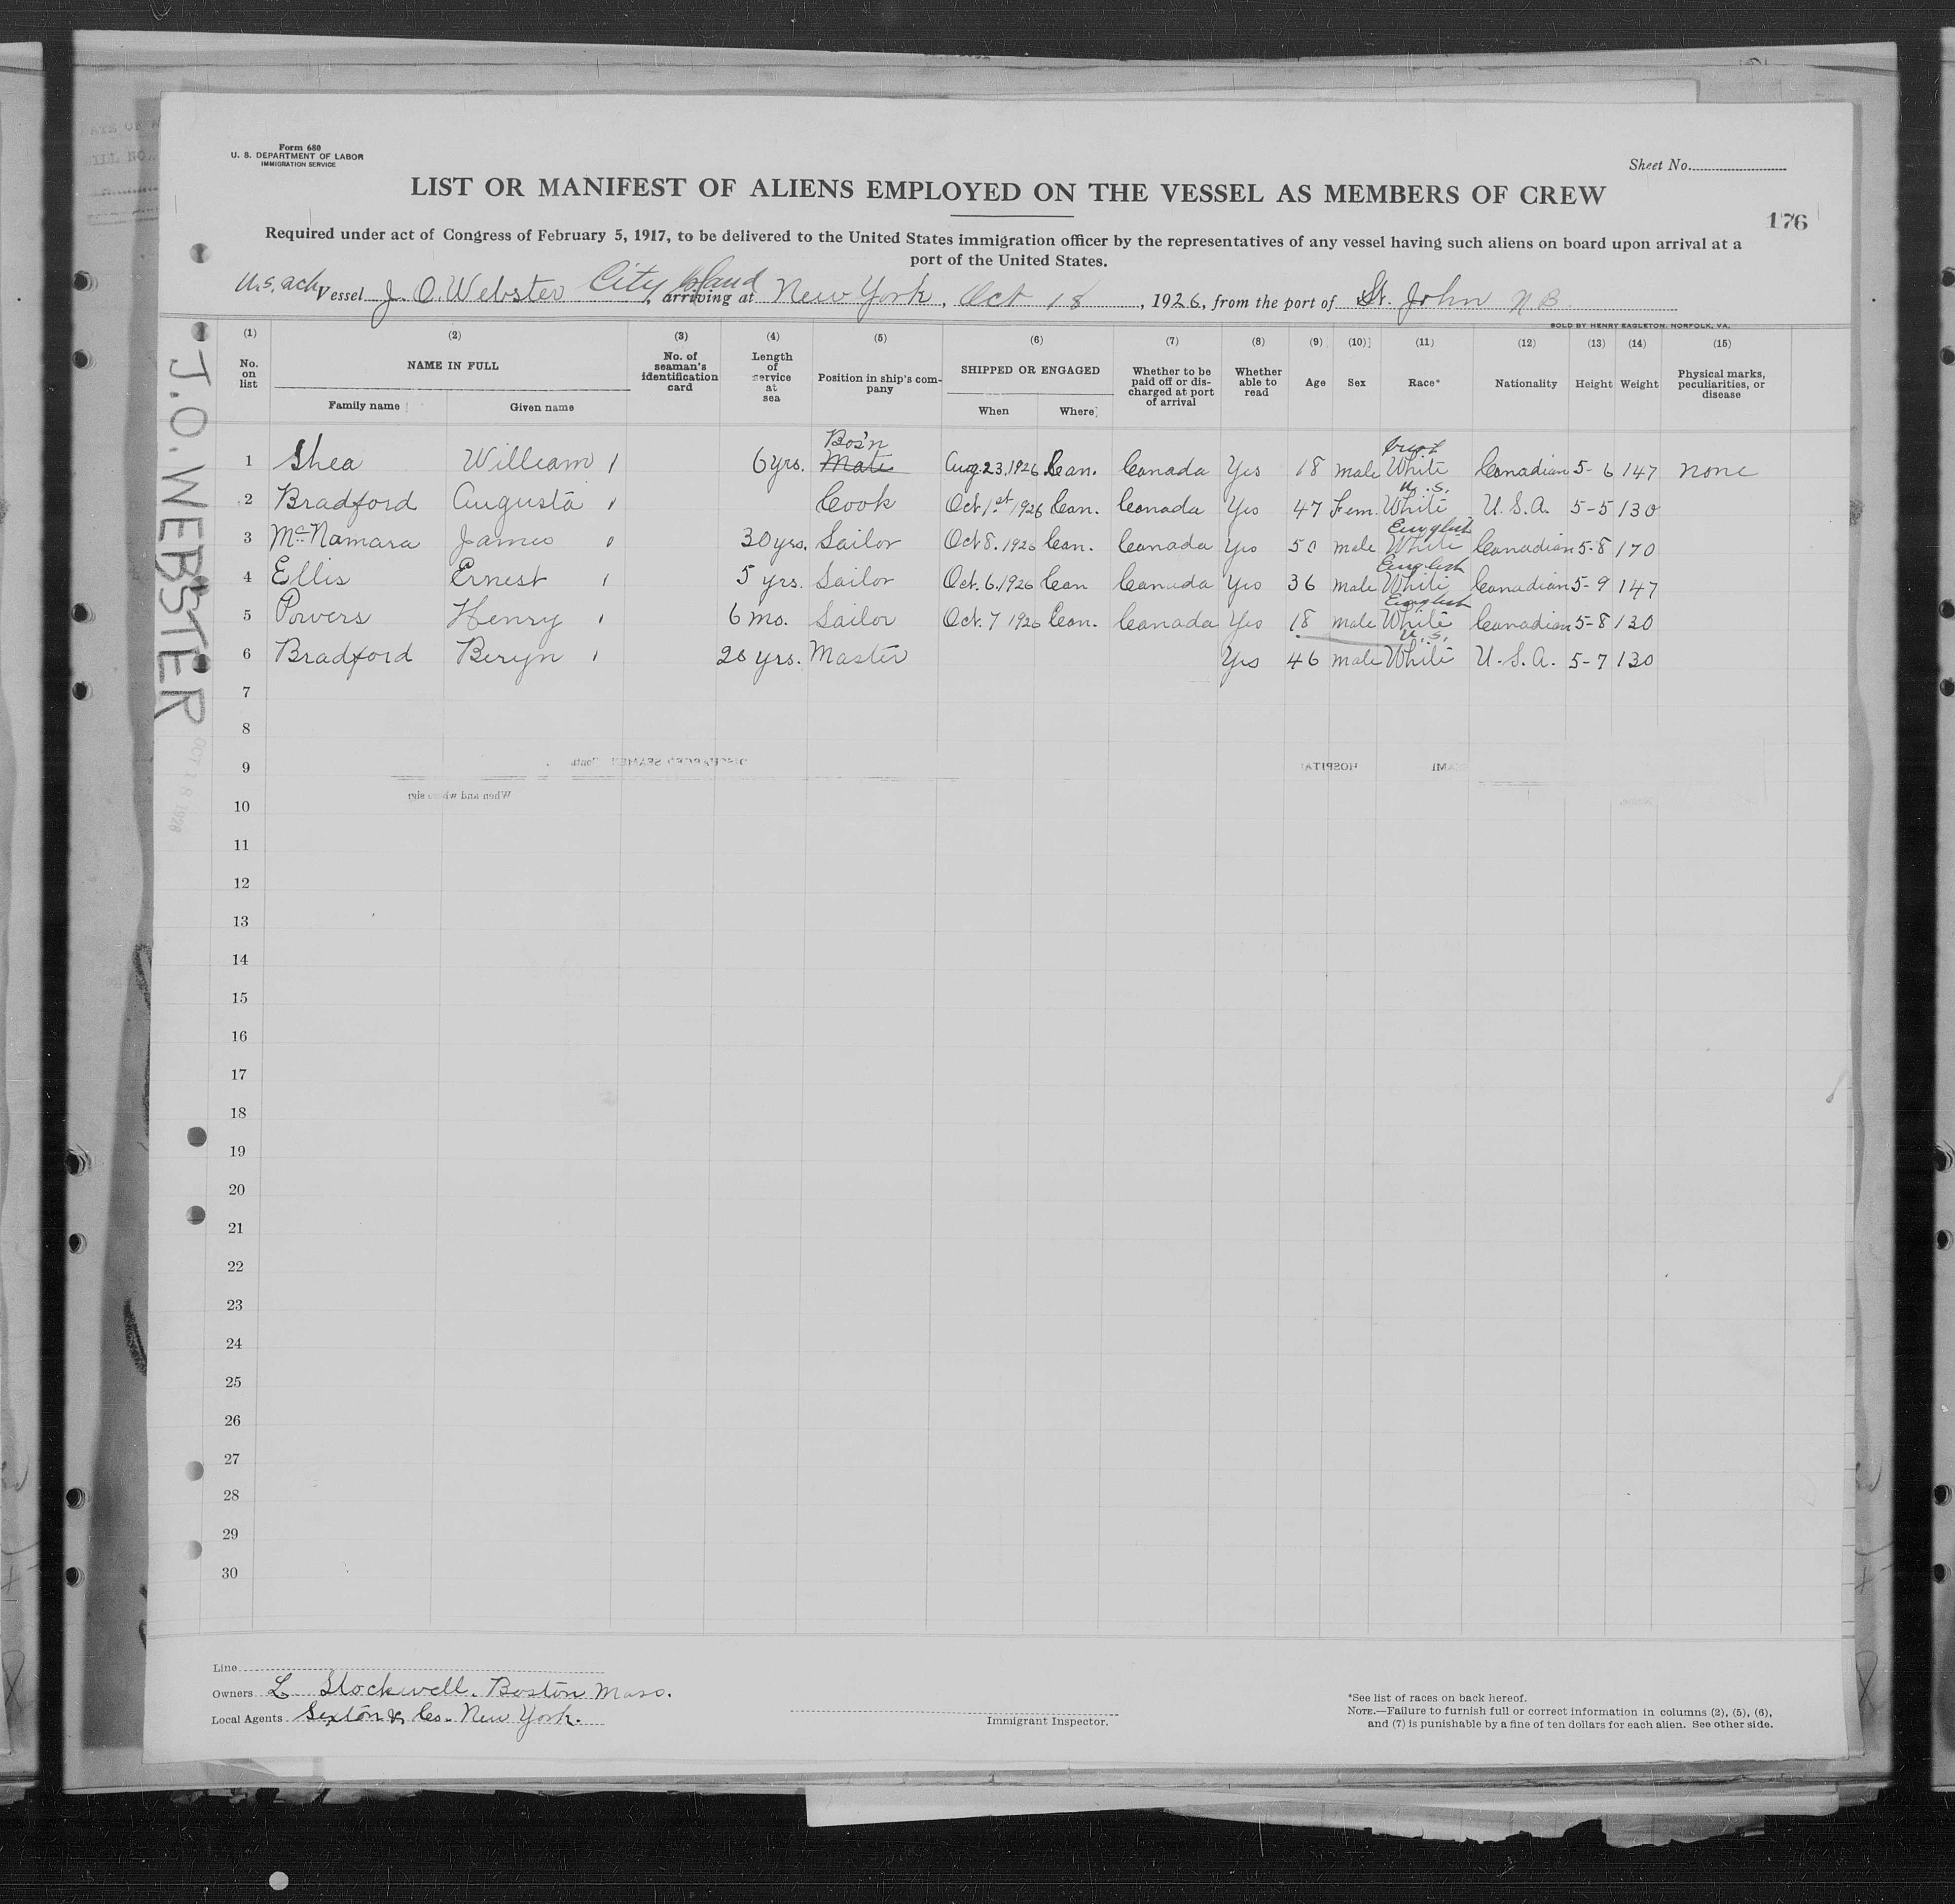 Form 680
U. S. DEPARTMENT OF LABOR
IMMIGRATION SERVICE
Sheet No.
LIST OR MANIFEST OF ALIENS EMPLOYED ON THE VESSEL AS MEMBERS OF CREW
176
Required under act of Congress of February 5, 1917, to be delivered to the United States immigration officer by the representatives of any vessel having such aliens on board upon arrival at a
port of the United States.
U.S. sch Vessel J. O. Webster City Island, arriving at New York, Oct 18, 1926, from the port of St. John N B
SOLD BY HENRY EAGLETON, NORFOLK, VA.
(1) (2) (3) (4) (5) (6) (7) (8) (9) (10) (11) (12) (13) (14) (15)
No. on list NAME IN FULL Family name Given name No. of seaman's identification card Length of service at sea Position in ship's company SHIPPED OR ENGAGED When Where Whether to be paid off or discharged at port of arrival Whether able to read Age Sex Race* Nationality Height Weight Physical marks, peculiarities, or disease
Bos'n
1 Shea William 6 yrs. Mate Aug. 23, 1926 Can. Canada Yes 18 male White Canadian 5-6 147 none
U.S.
2 Bradford Augusta Cook Oct 1st 1926 Can. Canada Yes 47 Fem. White U.S.A. 5-5 130
English
3 McNamara James 30 yrs. Sailor Oct 8. 1926 Can. Canada Yes 50 male White Canadian 5-8 170
English
4 Ellis Ernest 5 yrs. Sailor Oct. 6. 1926 Can Canada Yes 36 male White Canadian 5-9 147
English
5 Powers Henry 6 mo. Sailor Oct. 7 1926 Can. Canada Yes 18 male White Canadian 5-8 130
U.S.
6 Bradford Beryn yrs. Master Yes 46 male White U.S.A. 5-7 130
7
8
9
10
11
12
13
14
15
16
17
18
19
20
21
22
23
24
25
26
27
28
29
30
J.O. WEBSTER
OCT 18 1926
Line
Owners L Stockwell. Boston Mass.
Local Agents Sexton & Co. New York.
Immigrant Inspector.
*See list of races on back hereof.
NOTE.—Failure to furnish full or correct information in columns (2), (5), (6),
and (7) is punishable by a fine of ten dollars for each alien. See other side.